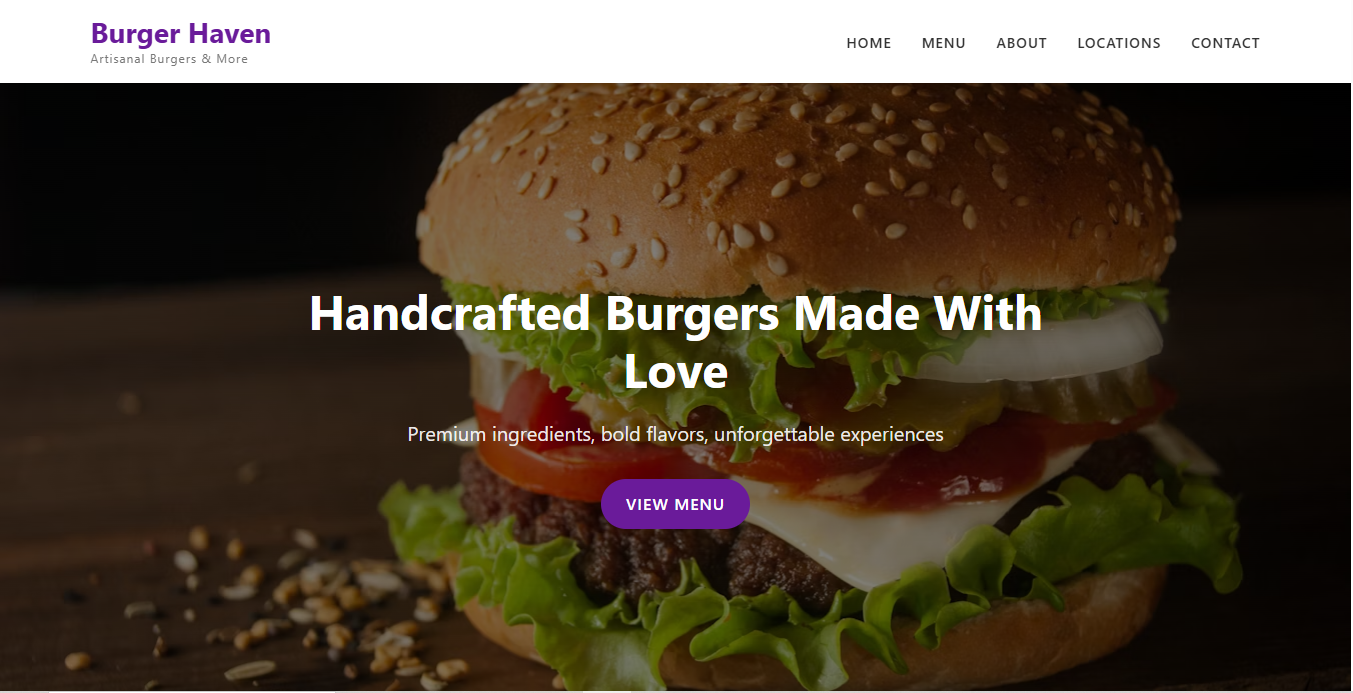 Burger Haven
Artisanal Burgers & More
HOME MENU ABOUT LOCATIONS CONTACT
Handcrafted Burgers Made With
Love
Premium ingredients, bold flavors, unforgettable experiences
VIEW MENU